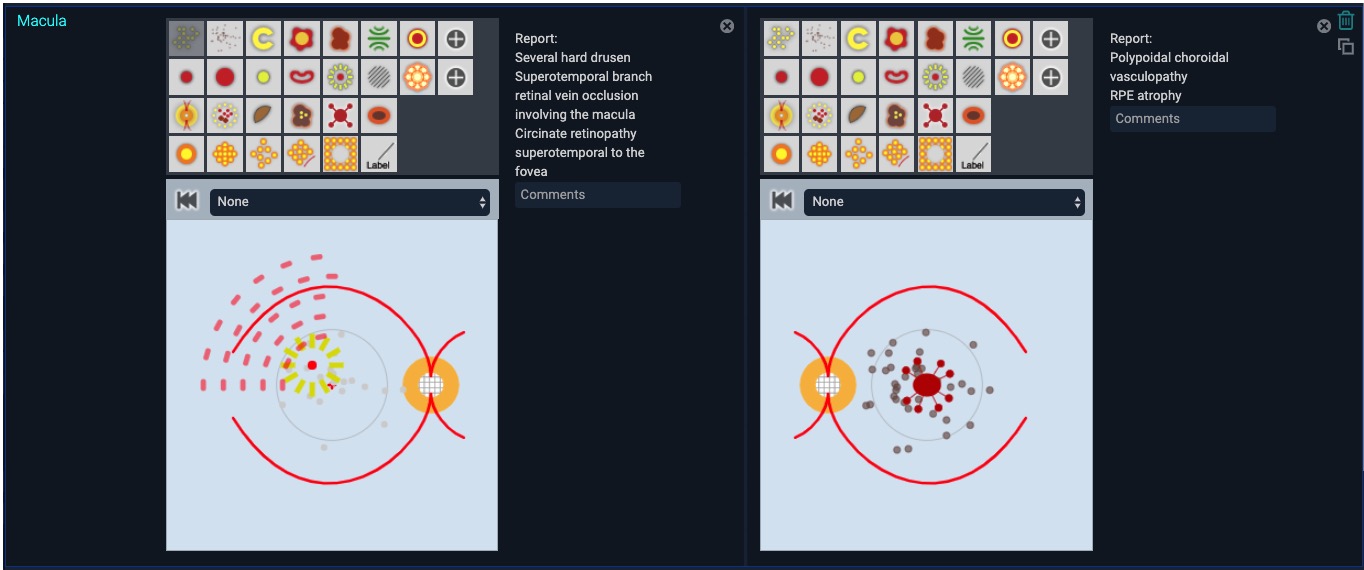 Macula
Report:
Several hard drusen
Superotemporal branch
retinal vein occlusion
involving the macula
Circinate retinopathy
superotemporal to the
fovea
Comments
Label
None
Report:
Polypoidal choroidal
vasculopathy
RPE atrophy
Comments
Label
None